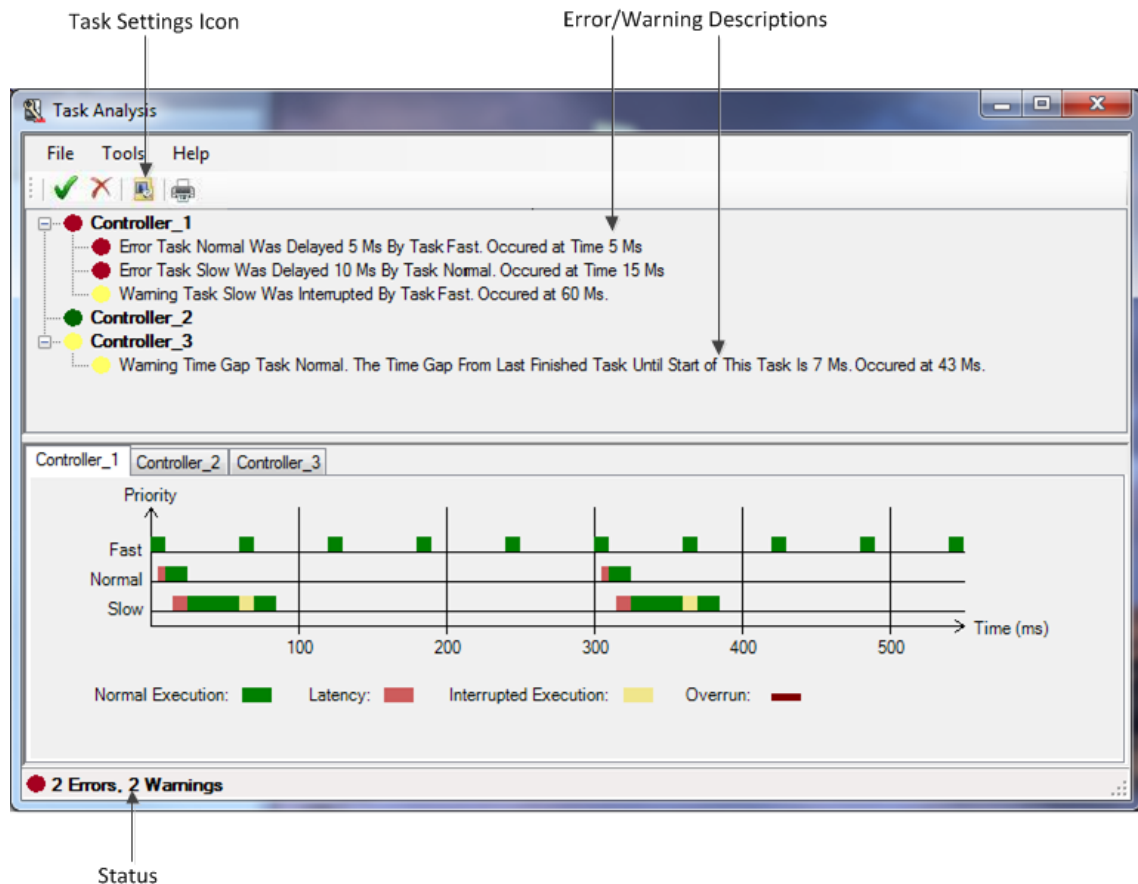 Task Settings Icon
Error/Warning Descriptions
Task Analysis
File Tools Help
Controller_1
Error Task Normal Was Delayed 5 Ms By Task Fast. Occured at Time 5 Ms
Error Task Slow Was Delayed 10 Ms By Task Normal. Occured at Time 15 Ms
Warning Task Slow Was Interrupted By Task Fast. Occured at 60 Ms.
Controller_2
Controller_3
Warning Time Gap Task Normal. The Time Gap From Last Finished Task Until Start of This Task Is 7 Ms. Occured at 43 Ms.
Controller_1 Controller_2 Controller_3
Priority
Fast
Normal
Slow
Time (ms)
100 200 300 400 500
Normal Execution: Latency: Interrupted Execution: Overrun:
2 Errors, 2 Warnings
Status